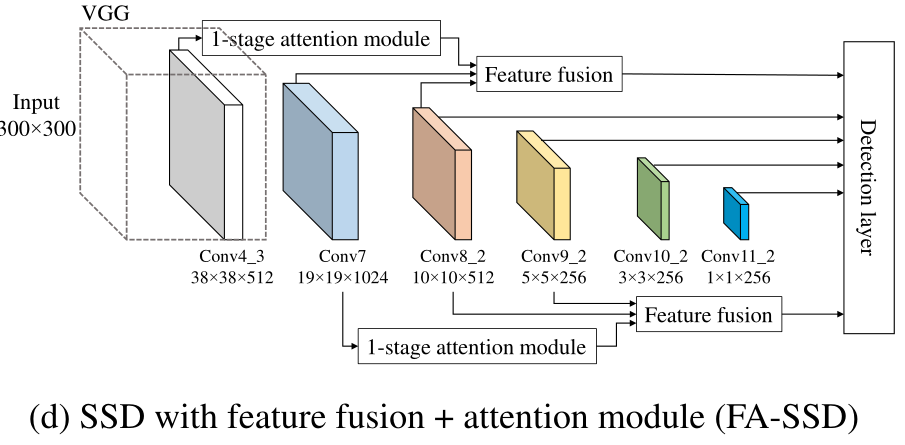 VGG
1-stage attention module
Feature fusion
Input
300×300
Detection layer
Conv4_3
38×38×512
Conv7
19×19×1024
Conv8_2
10×10×512
Conv9_2
5×5×256
Conv10_2
3×3×256
Conv11_2
1×1×256
Feature fusion
1-stage attention module
(d) SSD with feature fusion + attention module (FA-SSD)